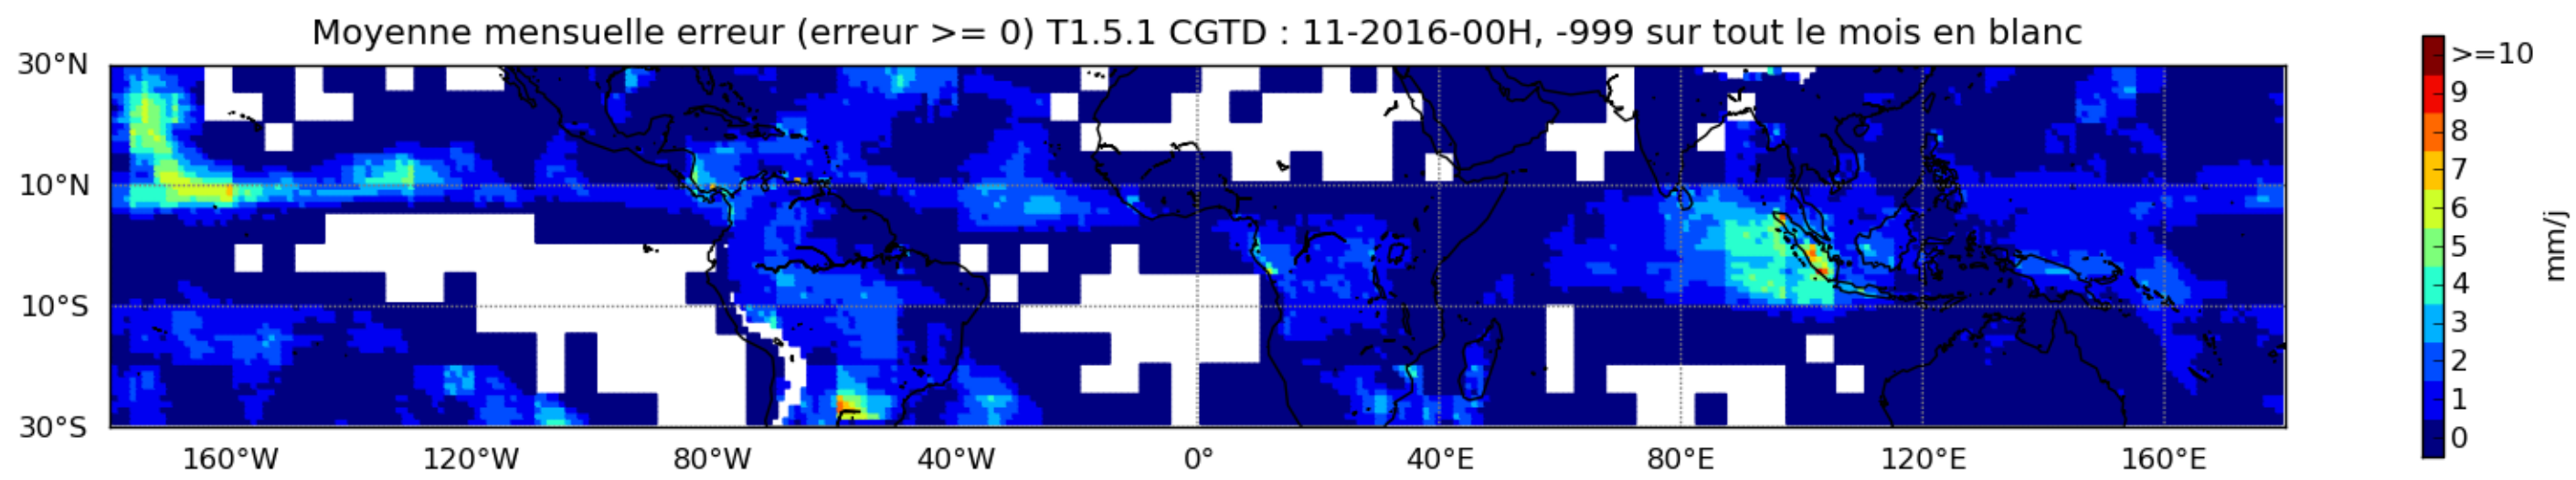 Moyenne mensuelle erreur (erreur >= 0) T1.5.1 CGTD : 11-2016-00H, -999 sur tout le mois en blanc
30°N
10°N
10°S
30°S
160°W 120°W 80°W 40°W 0° 40°E 80°E 120°E 160°E
>=10
9
8
7
6
5
4
3
2
1
0
mm/j